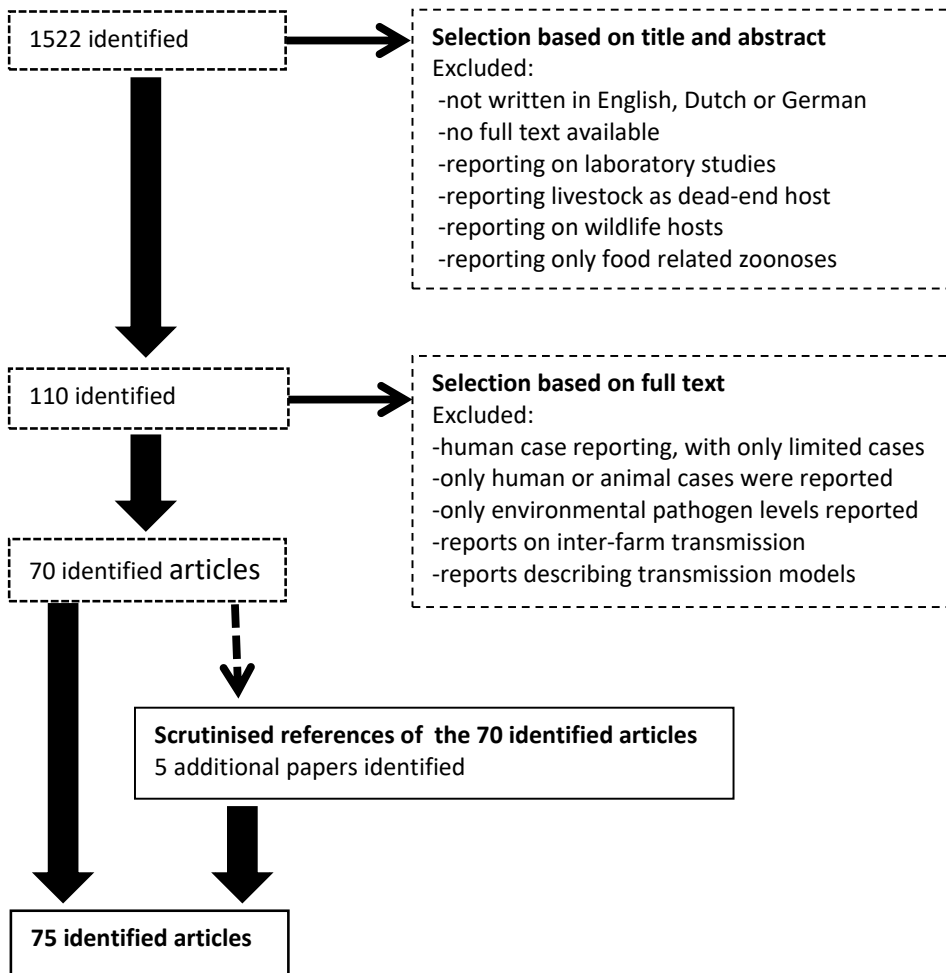 1522 identified
Selection based on title and abstract
Excluded:
-not written in English, Dutch or German
-no full text available
-reporting on laboratory studies
-reporting livestock as dead-end host
-reporting on wildlife hosts
-reporting only food related zoonoses
110 identified
Selection based on full text
Excluded:
-human case reporting, with only limited cases
-only human or animal cases were reported
-only environmental pathogen levels reported
-reports on inter-farm transmission
-reports describing transmission models
70 identified articles
Scrutinised references of the 70 identified articles
5 additional papers identified
75 identified articles